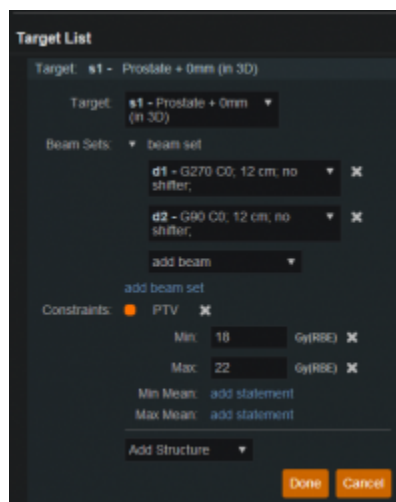 Target List
Target: s1 - Prostate + 0mm (in 3D)
Target: s1 - Prostate + 0mm
(in 3D)
Beam Sets: beam set
d1 - G270 C0; 12 cm; no
shifter;
d2 - G90 C0; 12 cm; no
shifter;
add beam
add beam set
Constraints: PTV
Min: 18 Gy(RBE)
Max: 22 Gy(RBE)
Min Mean: add statement
Max Mean: add statement
Add Structure
Done Cancel